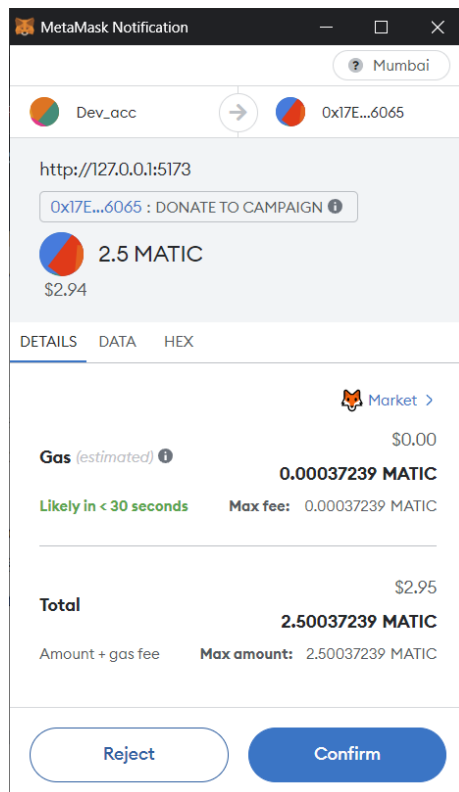 MetaMask Notification
? Mumbai
Dev_acc 0x17E...6065
http://127.0.0.1:5173
0x17E...6065 : DONATE TO CAMPAIGN
2.5 MATIC
$2.94
DETAILS DATA HEX
Market >
$0.00
Gas (estimated)
0.00037239 MATIC
Likely in < 30 seconds Max fee: 0.00037239 MATIC
$2.95
Total
2.50037239 MATIC
Amount + gas fee Max amount: 2.50037239 MATIC
Reject Confirm